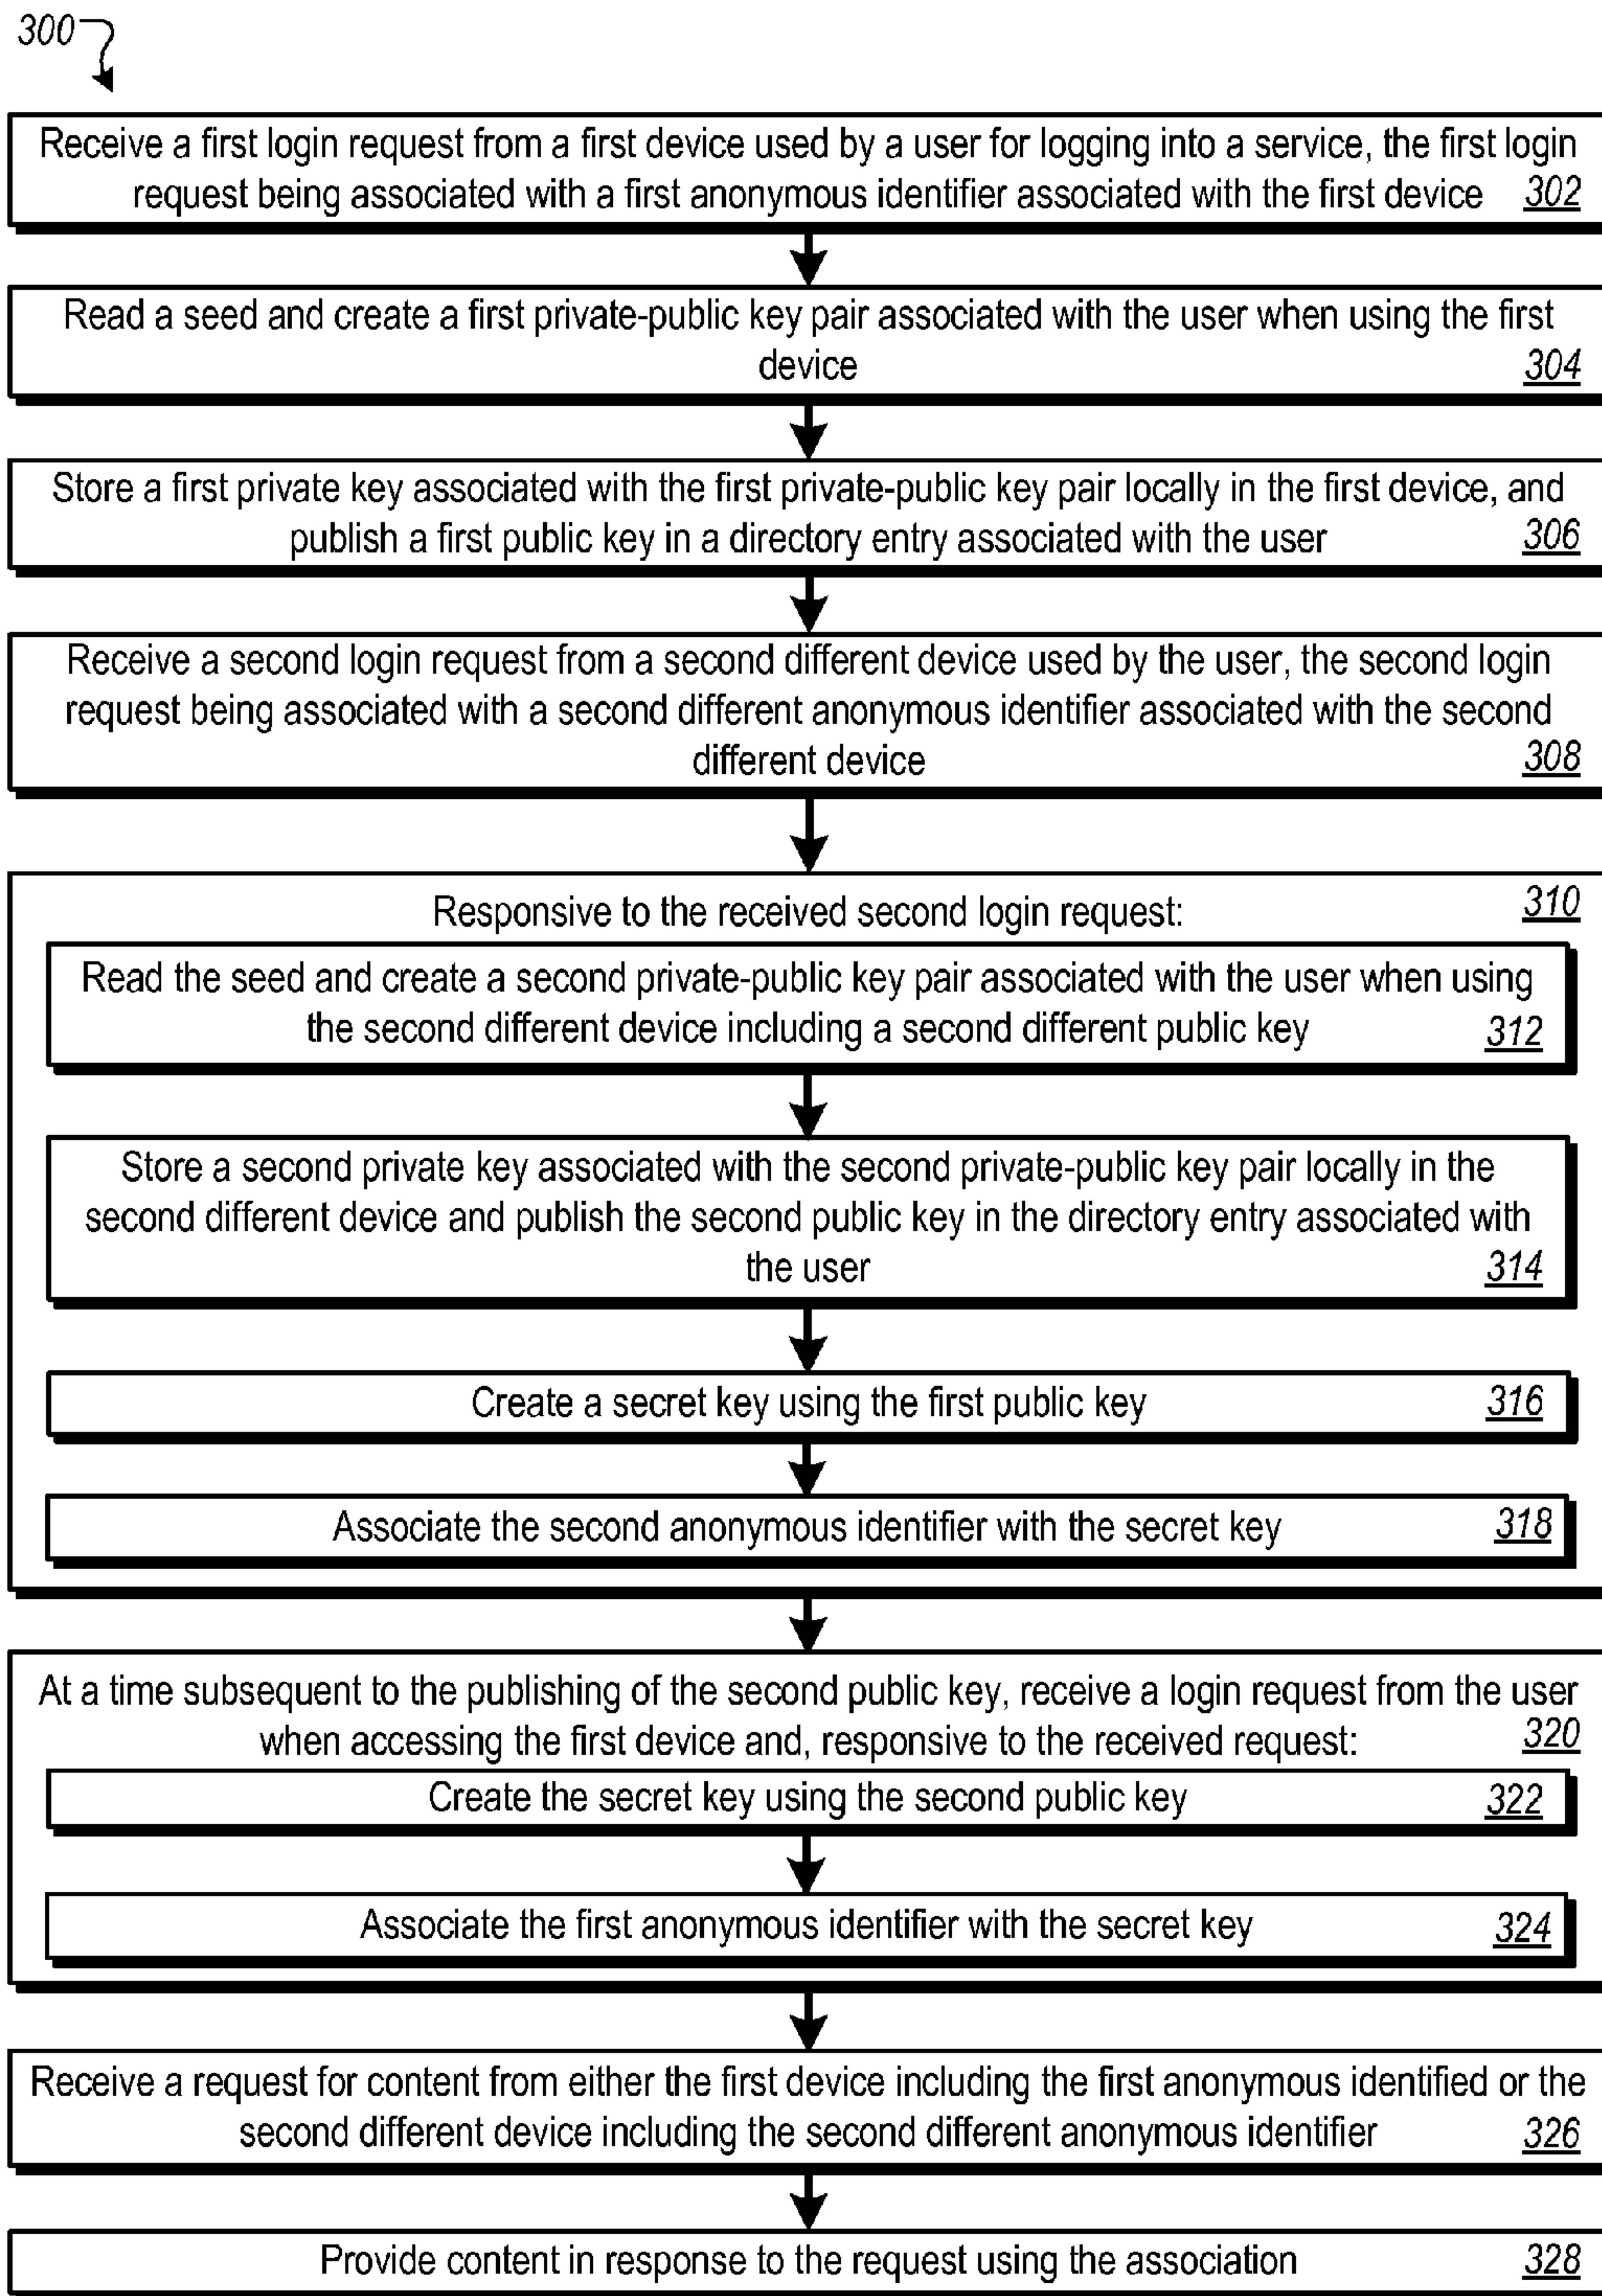 300
Receive a first login request from a first device used by a user for logging into a service, the first login
request being associated with a first anonymous identifier associated with the first device 302
Read a seed and create a first private-public key pair associated with the user when using the first
device 304
Store a first private key associated with the first private-public key pair locally in the first device, and
publish a first public key in a directory entry associated with the user 306
Receive a second login request from a second different device used by the user, the second login
request being associated with a second different anonymous identifier associated with the second
different device 308
Responsive to the received second login request: 310
Read the seed and create a second private-public key pair associated with the user when using
the second different device including a second different public key 312
Store a second private key associated with the second private-public key pair locally in the
second different device and publish the second public key in the directory entry associated with
the user 314
Create a secret key using the first public key 316
Associate the second anonymous identifier with the secret key 318
At a time subsequent to the publishing of the second public key, receive a login request from the user
when accessing the first device and, responsive to the received request: 320
Create the secret key using the second public key 322
Associate the first anonymous identifier with the secret key 324
Receive a request for content from either the first device including the first anonymous identified or the
second different device including the second different anonymous identifier 326
Provide content in response to the request using the association 328